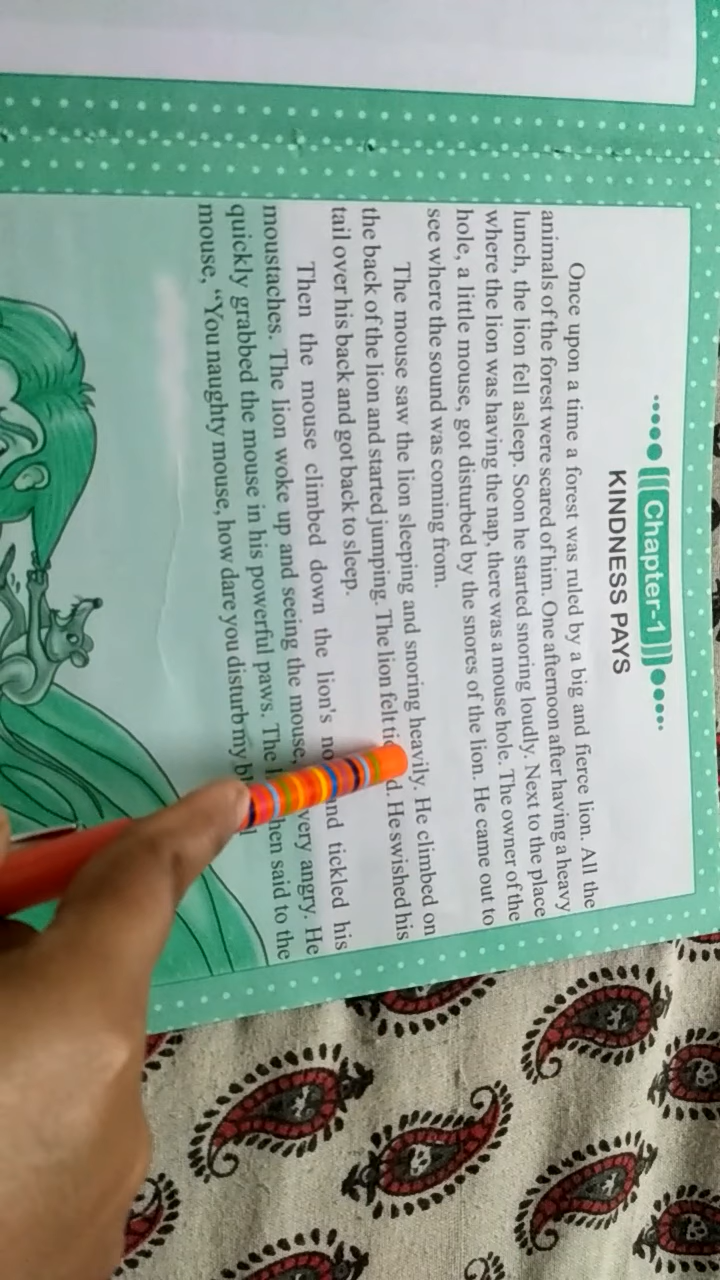 Chapter-1
KINDNESS PAYS
Once upon a time a forest was ruled by a big and fierce lion. All the
animals of the forest were scared of him. One afternoon after having a heavy
lunch, the lion fell asleep. Soon he started snoring loudly. Next to the place
where the lion was having the nap, there was a mouse hole. The owner of the
hole, a little mouse, got disturbed by the snores of the lion. He came out to
see where the sound was coming from.
The mouse saw the lion sleeping and snoring heavily. He climbed on
the back of the lion and started jumping. The lion felt He swished his
tail over his back and got back to sleep.
Then the mouse climbed down the lion's and tickled his
moustaches. The lion woke up and seeing the mouse, very angry. He
quickly grabbed the mouse in his powerful paws. The then said to the
mouse, “You naughty mouse, how dare you disturb my